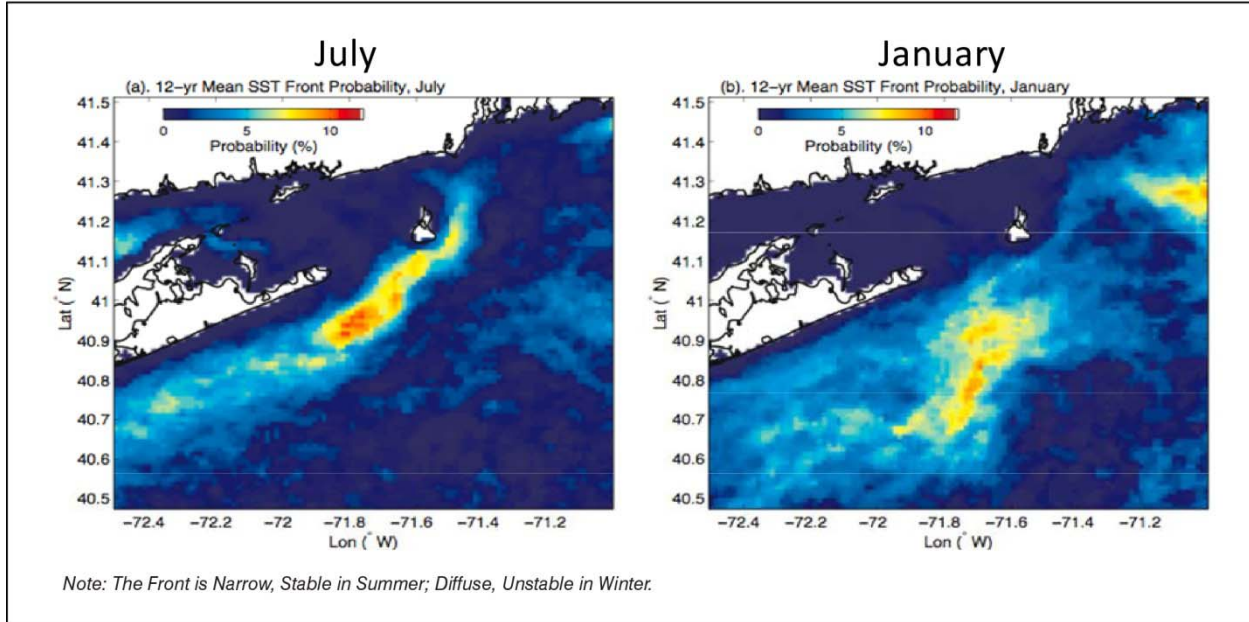 July
January
(a). 12-yr Mean SST Front Probability, July
(b). 12-yr Mean SST Front Probability, January
41.5
41.4
41.3
41.2
41.1
41
40.9
40.8
40.7
40.6
40.5
Lat (° N)
0 5 10
Probability (%)
-72.4 -72.2 -72 -71.8 -71.6 -71.4 -71.2
Lon (° W)
41.5
41.4
41.3
41.2
41.1
41
40.9
40.8
40.7
40.6
40.5
Lat (° N)
0 5 10
Probability (%)
-72.4 -72.2 -72 -71.8 -71.6 -71.4 -71.2
Lon (° W)
Note: The Front is Narrow, Stable in Summer; Diffuse, Unstable in Winter.